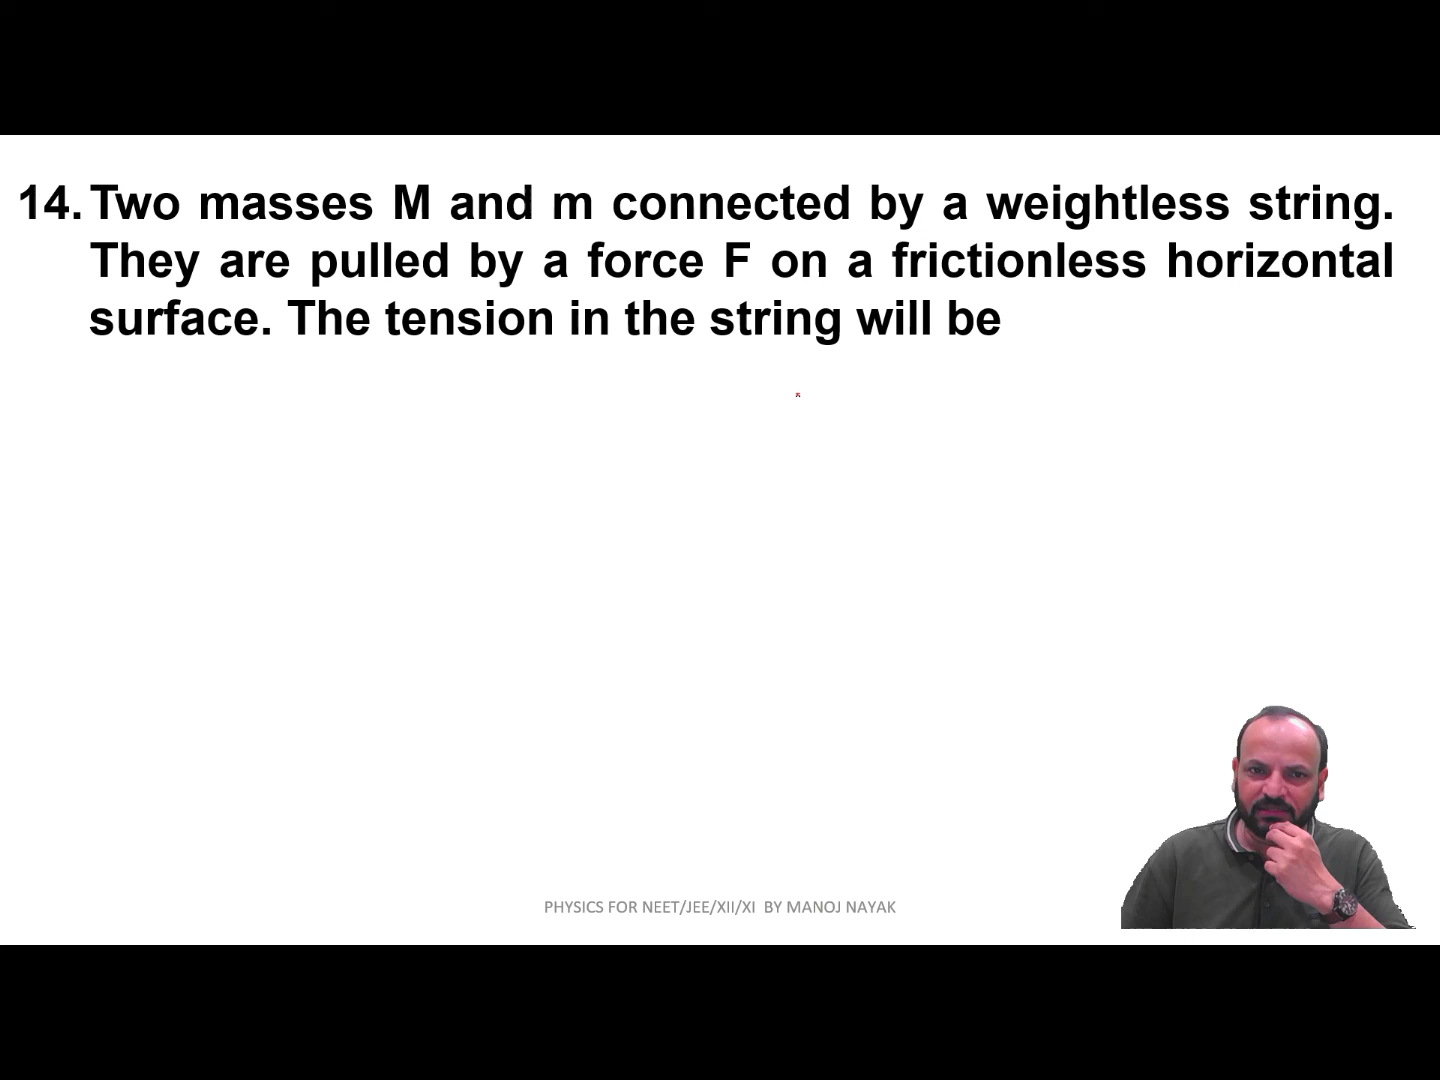 14. Two masses M and m connected by a weightless string.
They are pulled by a force F on a frictionless horizontal
surface. The tension in the string will be
PHYSICS FOR NEET/JEE/XII/XI BY MANOJ NAYAK